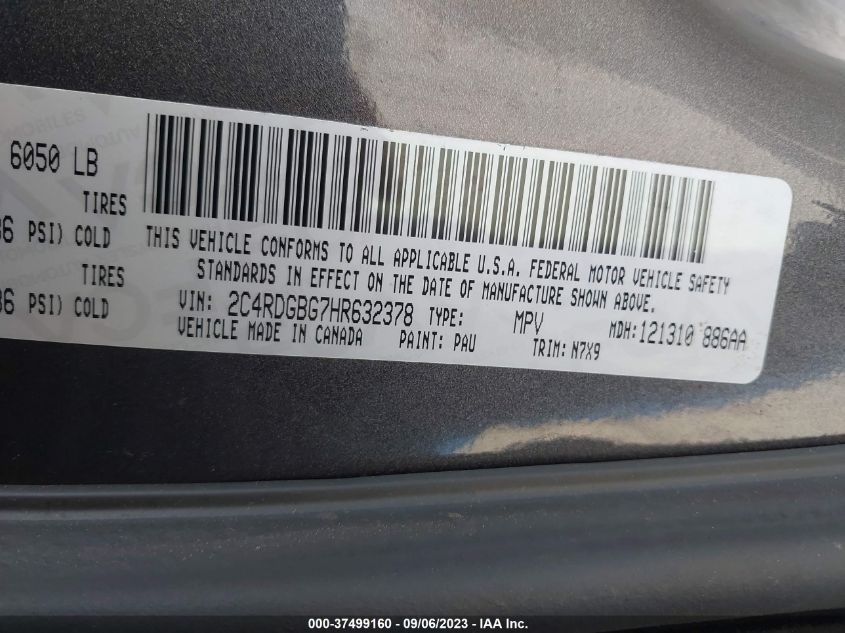 6050 LB
TIRES
36 PSI) COLD
TIRES
36 PSI) COLD
THIS VEHICLE CONFORMS TO ALL APPLICABLE U.S.A. FEDERAL MOTOR VEHICLE SAFETY
STANDARDS IN EFFECT ON THE DATE OF MANUFACTURE SHOWN ABOVE.
VIN: 2C4RDGBG7HR632378 TYPE: MPV MDH:121310 886AA
VEHICLE MADE IN CANADA PAINT: PAU TRIM: N7X9
000-37499160 - 09/06/2023 - IAA Inc.